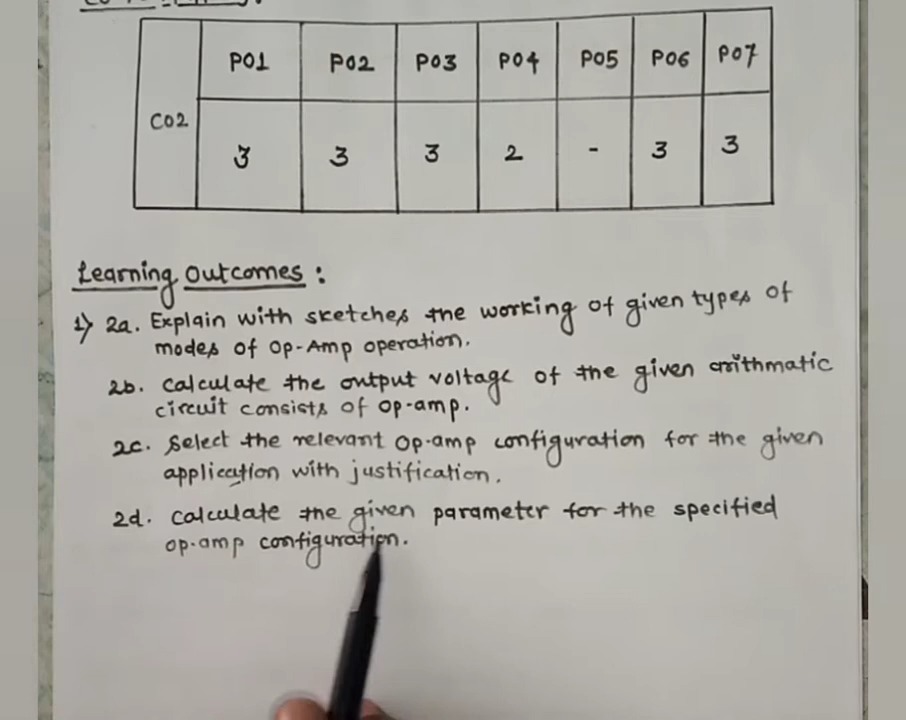 PO1 PO2 PO3 PO4 PO5 PO6 PO7
CO2
3 3 3 2 - 3 3
Learning Outcomes :
1) 2a. Explain with sketches the working of given types of
modes of Op-Amp operation.
2b. Calculate the output voltage of the given arithmatic
circuit consists of op-amp.
2c. Select the relevant Op-amp configuration for the given
application with justification.
2d. Calculate the given parameter for the specified
op-amp configuration.